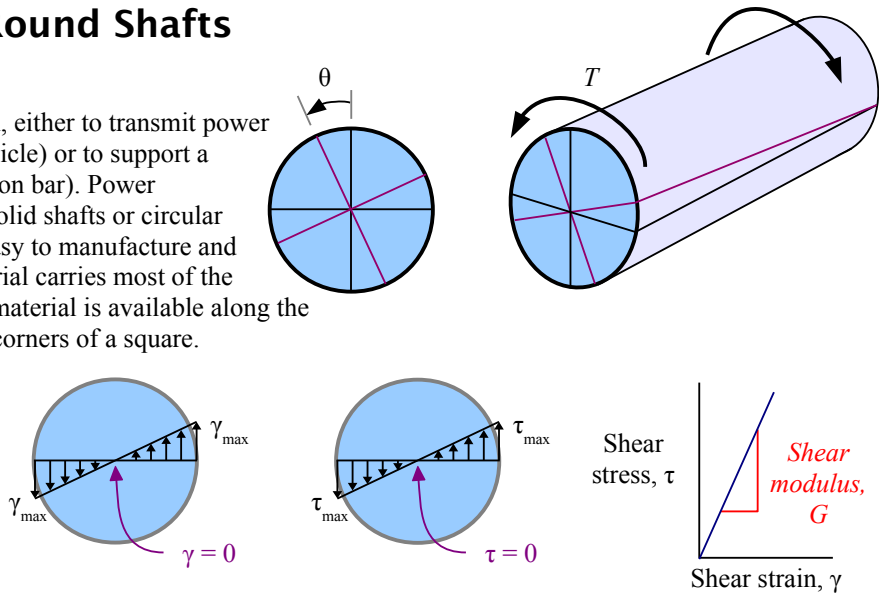 Round Shafts
θ
T
, either to transmit power
icle) or to support a
on bar). Power
olid shafts or circular
asy to manufacture and
rial carries most of the
material is available along the
corners of a square.
γmax
γmax
γ = 0
τmax
τmax
τ = 0
Shear
stress, τ
Shear
modulus,
G
Shear strain, γ